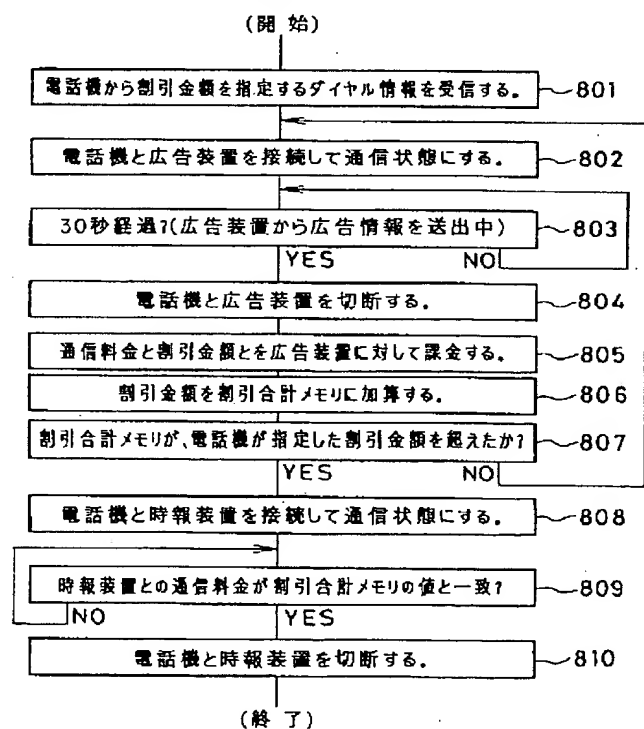 (開 始)
電話機から割引金額を指定するダイヤル情報を受信する。 801
電話機と広告装置を接続して通信状態にする。 802
30秒経過?(広告装置から広告情報を送出中) 803
YES NO
電話機と広告装置を切断する。 804
通信料金と割引金額とを広告装置に対して課金する。 805
割引金額を割引合計メモリに加算する。 806
割引合計メモリが、電話機が指定した割引金額を超えたか? 807
YES NO
電話機と時報装置を接続して通信状態にする。 808
時報装置との通信料金が割引合計メモリの値と一致? 809
NO YES
電話機と時報装置を切断する。 810
(終 了)